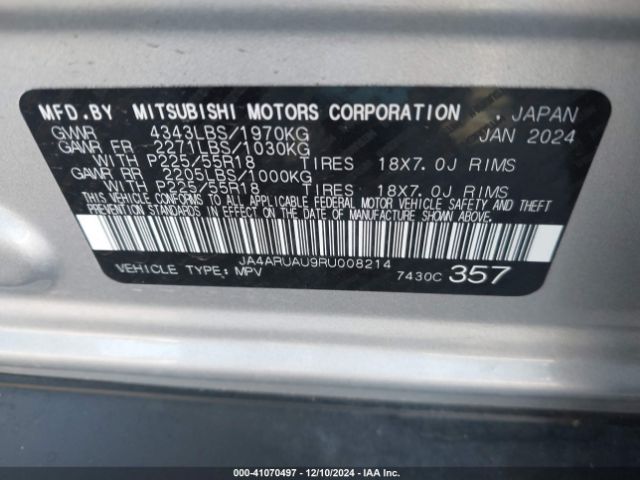 MFD.BY MITSUBISHI MOTORS CORPORATION . JAPAN
GVWR 4343LBS/1970KG JAN 2024
GAWR FR 2271LBS/1030KG
WITH P225/55R18 TIRES 18X7.0J RIMS
GAWR RR 2205LBS/1000KG
WITH P225/55R18 TIRES 18X7.0J RIMS
THIS VEHICLE CONFORMS TO ALL APPLICABLE FEDERAL MOTOR VEHICLE SAFETY AND THEFT
PREVENTION STANDARDS IN EFFECT ON THE DATE OF MANUFACTURE SHOWN ABOVE.
JA4ARUAU9RU008214
VEHICLE TYPE: MPV 7430C 357
000-41070497 - 12/10/2024 - IAAI.com